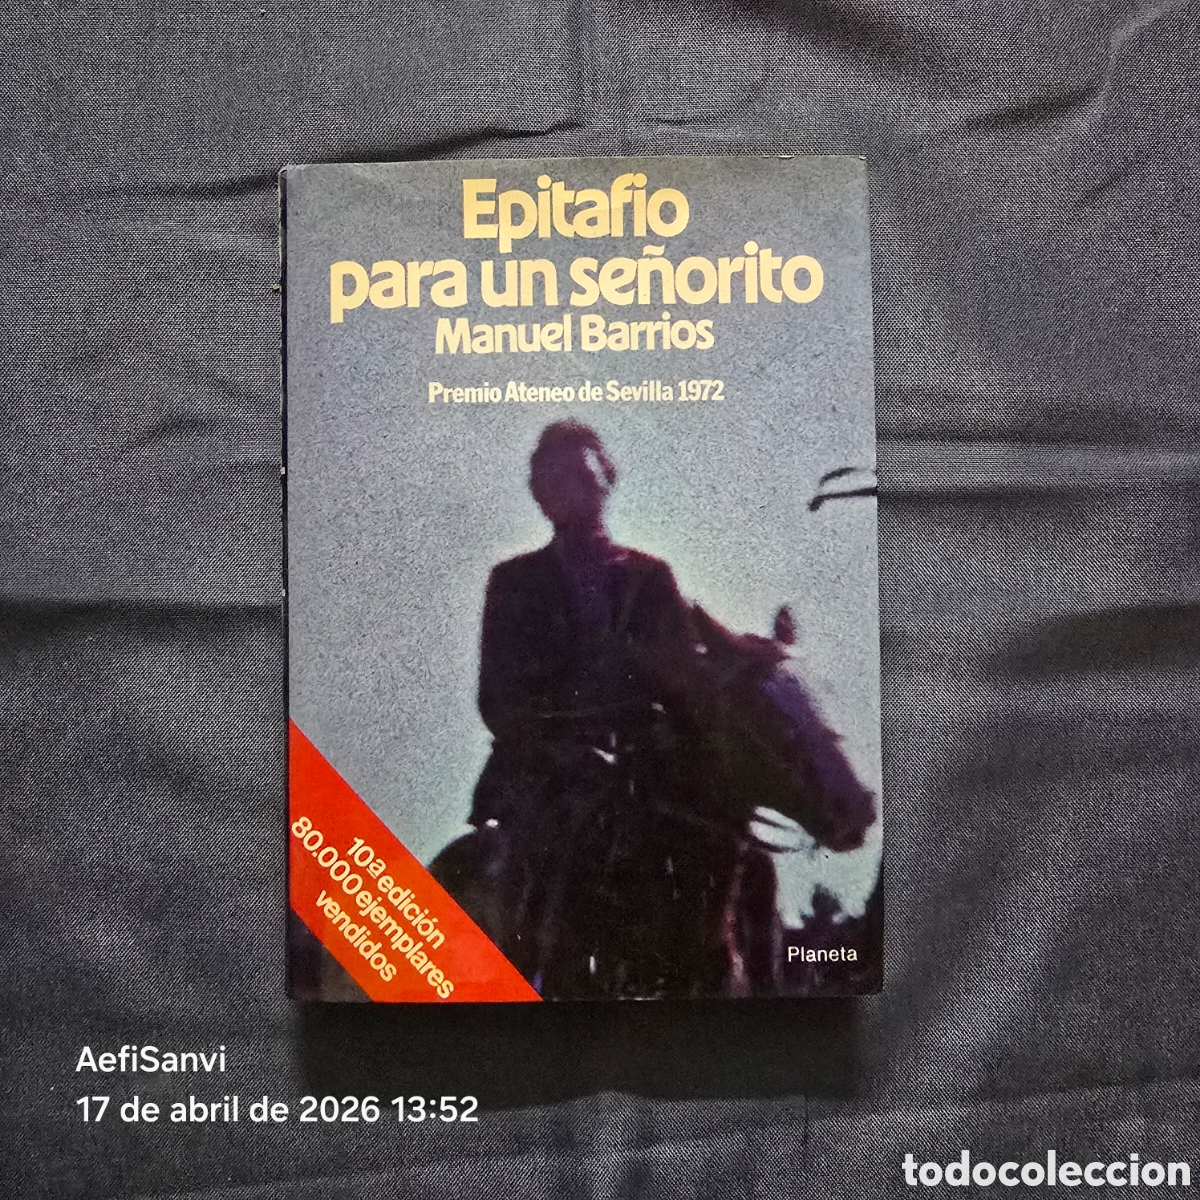 Epitafio
para un señorito
Manuel Barrios
Premio Ateneo de Sevilla 1972
10ª edición
80.000 ejemplares
vendidos
Planeta
AefiSanvi
17 de abril de 2026 13:52
todocoleccion